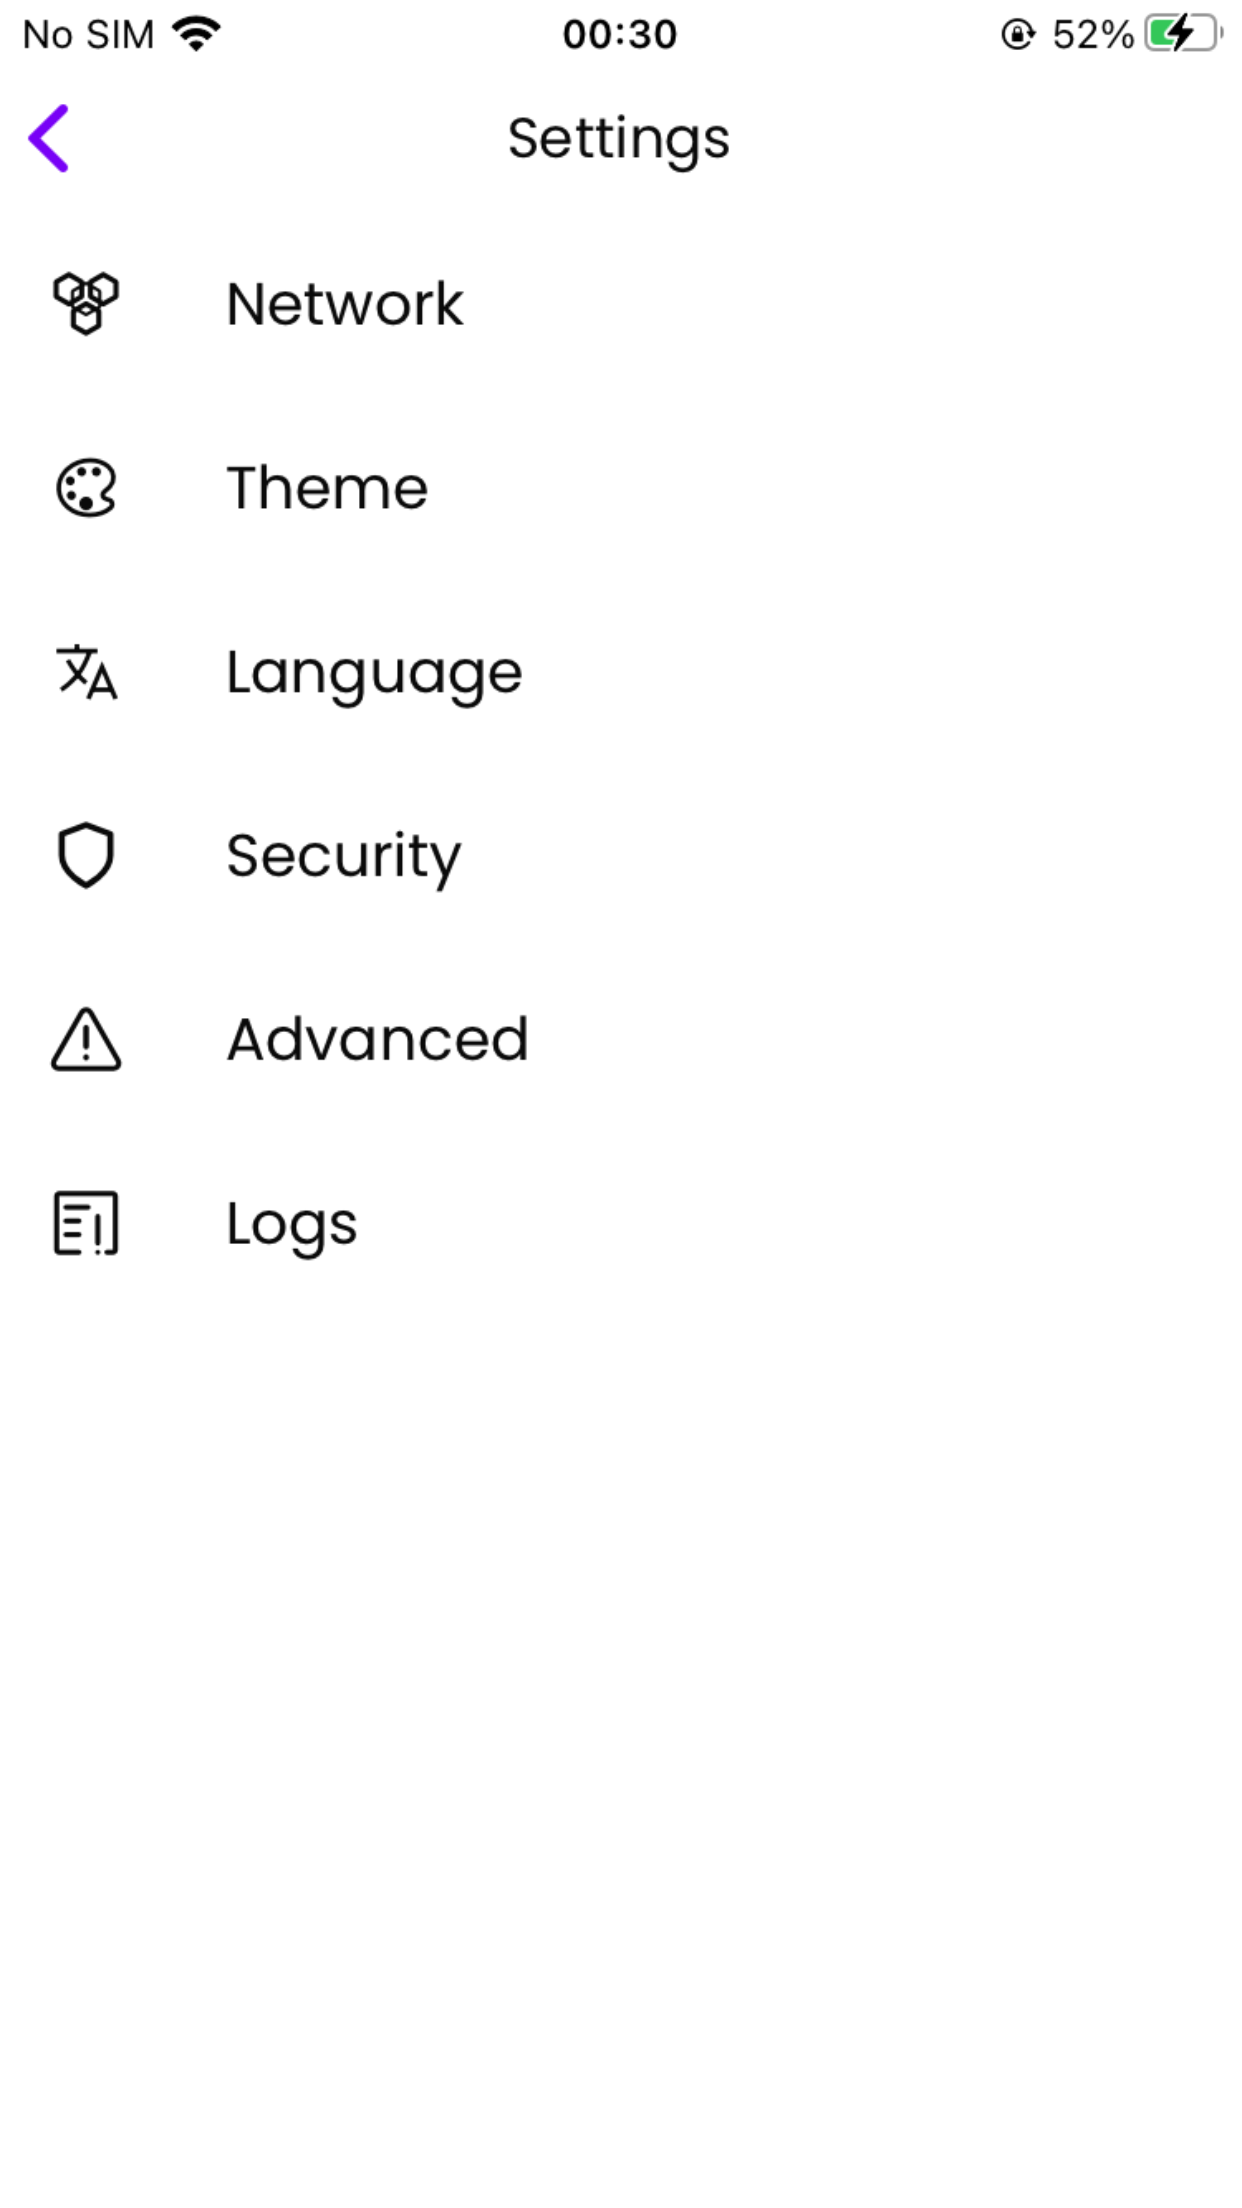 No SIM 00:30 52%
Settings
Network
Theme
Language
Security
Advanced
Logs